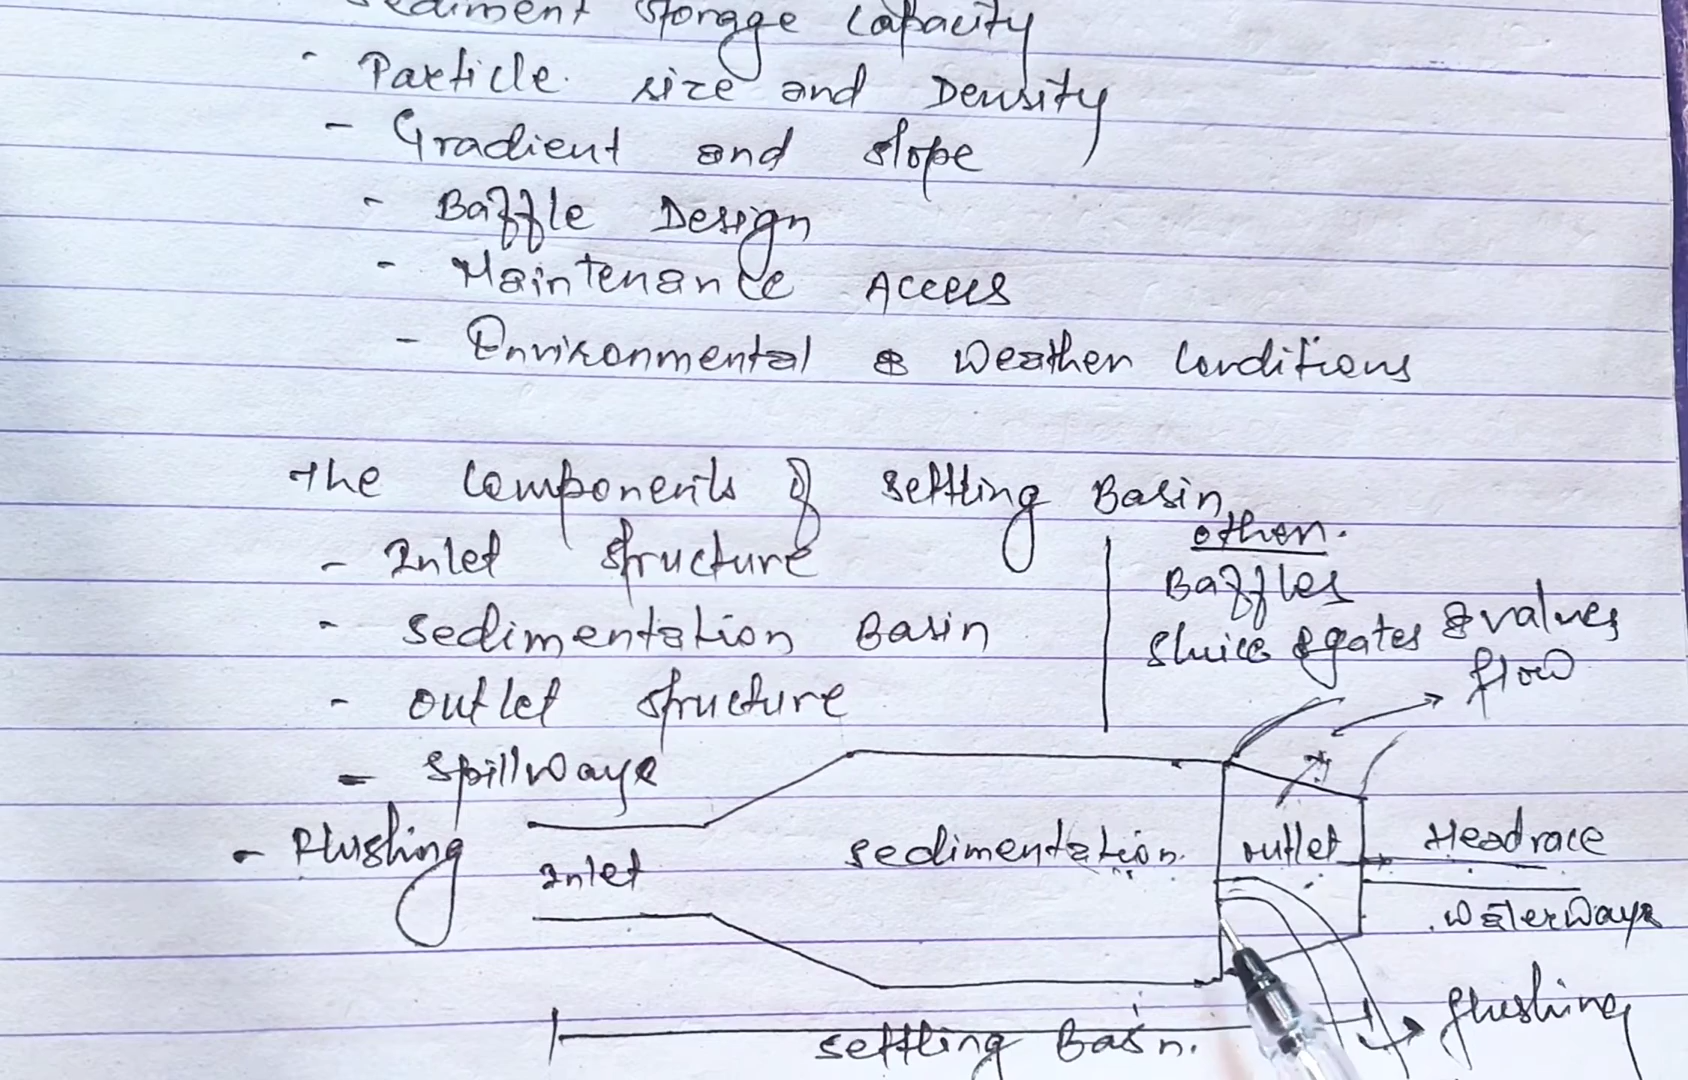 Sediment storage capacity
- Particle size and Density
- Gradient and slope
- Baffle Design
- Maintenance Access
- Environmental & Weather Conditions
The Components of Settling Basin
- Inlet structure
- Sedimentation Basin
- Outlet structure
- Spillways
- Flushing
other.
Baffles
Sluice & gates & values
flow
Inlet
Sedimentation
outlet
Headrace
Waterways
Settling Basin.
flushing